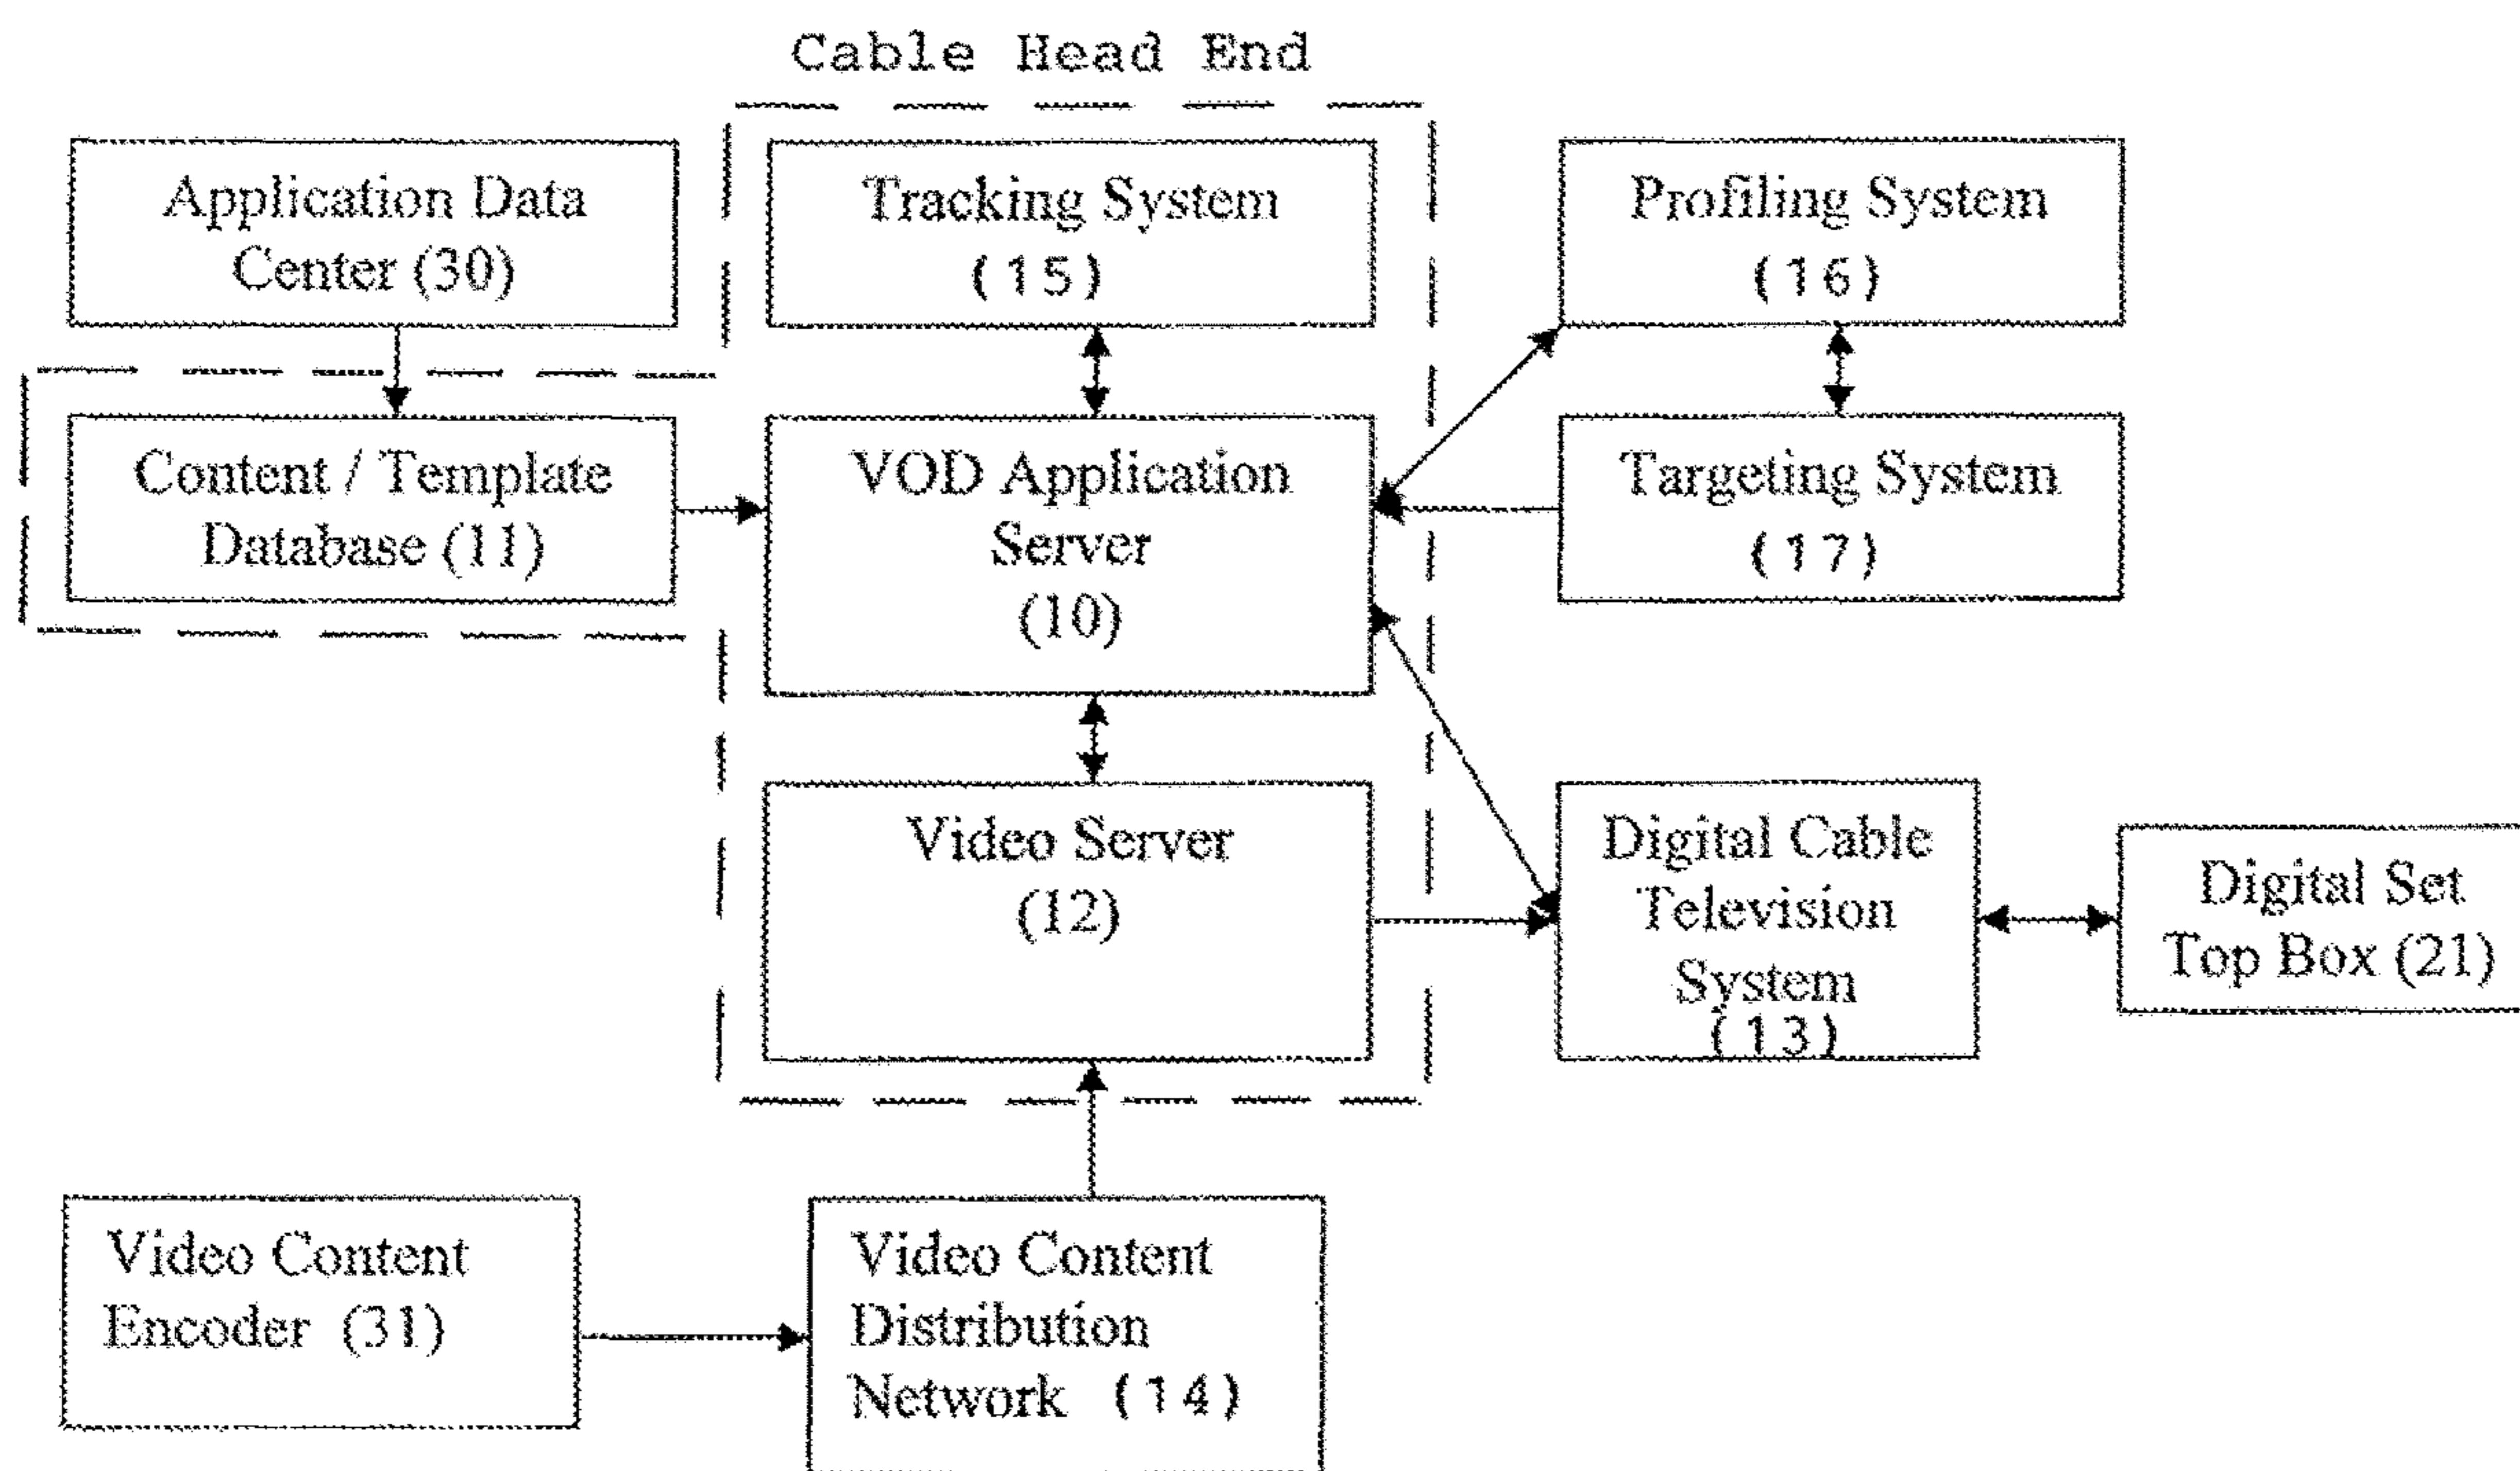 Cable Head End
Application Data
Center (30)
Tracking System
(15)
Profiling System
(16)
Content / Template
Database (11)
VOD Application
Server
(10)
Targeting System
(17)
Video Server
(12)
Digital Cable
Television
System
(13)
Digital Set
Top Box (21)
Video Content
Encoder (31)
Video Content
Distribution
Network (14)